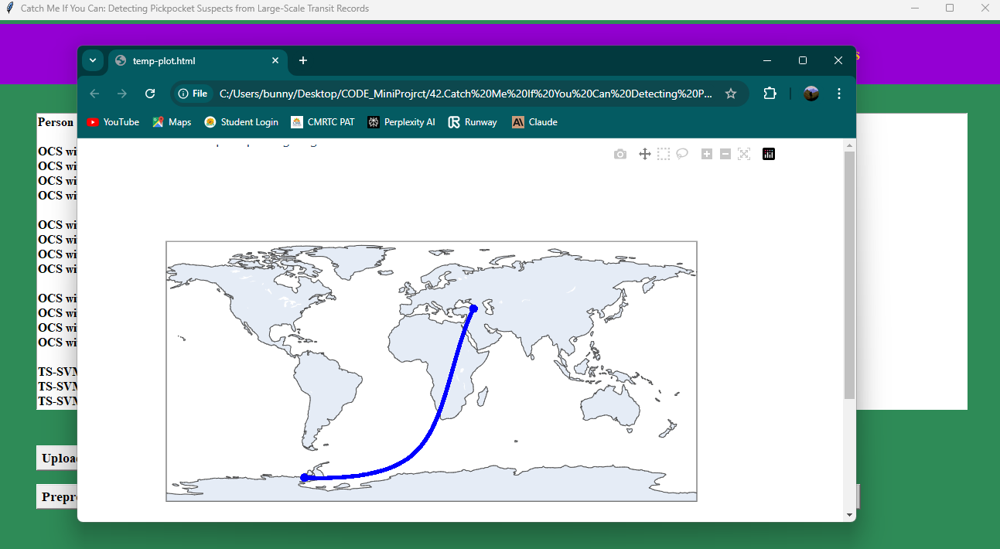 Catch Me If You Can: Detecting Pickpocket Suspects from Large-Scale Transit Records
temp-plot.html
File C:/Users/bunny/Desktop/CODE_MiniProjrct/42.Catch%20Me%20If%20You%20Can%20Detecting%20P...
YouTube Maps Student Login CMRTC PAT Perplexity AI Runway Claude
Person
OCS wi
OCS wi
OCS wi
OCS wi
OCS wi
OCS wi
OCS wi
OCS wi
OCS wi
OCS wi
OCS wi
OCS wi
TS-SVM
TS-SVM
TS-SVM
Uploa
Prepr